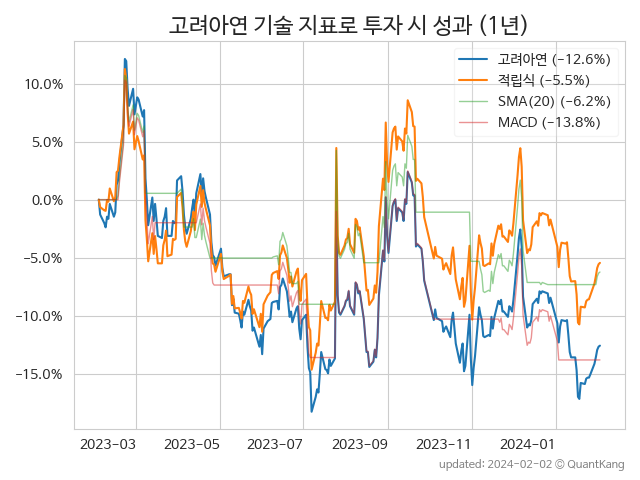 고려아연 기술 지표로 투자 시 성과 (1년)
고려아연 (−12.6%)
적립식 (−5.5%)
SMA(20) (−6.2%)
MACD (−13.8%)
10.0%
5.0%
0.0%
−5.0%
−10.0%
−15.0%
2023-03 2023-05 2023-07 2023-09 2023-11 2024-01
updated: 2024-02-02 © QuantKang